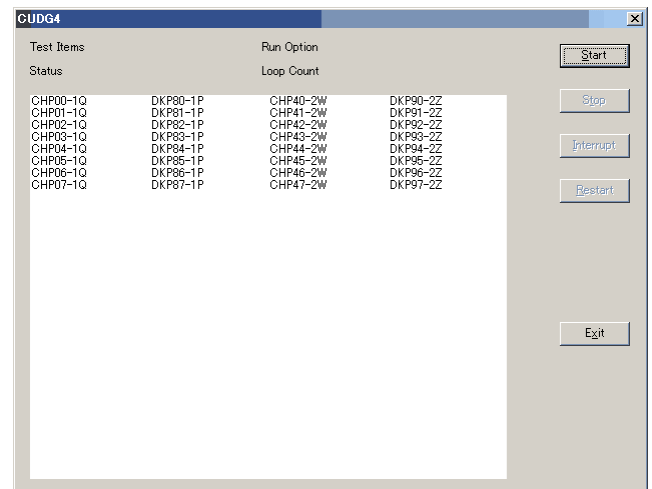 CUDG4
Test Items Run Option
Start
Status Loop Count
CHP00-1Q DKP80-1P CHP40-2W DKP90-2Z
CHP01-1Q DKP81-1P CHP41-2W DKP91-2Z
CHP02-1Q DKP82-1P CHP42-2W DKP92-2Z
CHP03-1Q DKP83-1P CHP43-2W DKP93-2Z
CHP04-1Q DKP84-1P CHP44-2W DKP94-2Z
CHP05-1Q DKP85-1P CHP45-2W DKP95-2Z
CHP06-1Q DKP86-1P CHP46-2W DKP96-2Z
CHP07-1Q DKP87-1P CHP47-2W DKP97-2Z
Stop
Interrupt
Restart
Exit